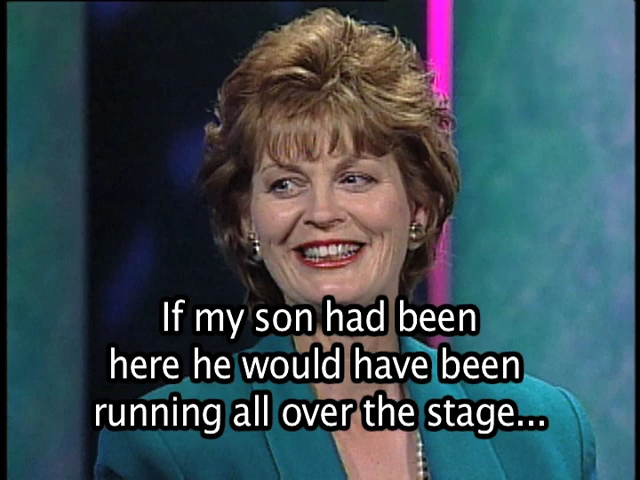 If my son had been
here he would have been
running all over the stage...